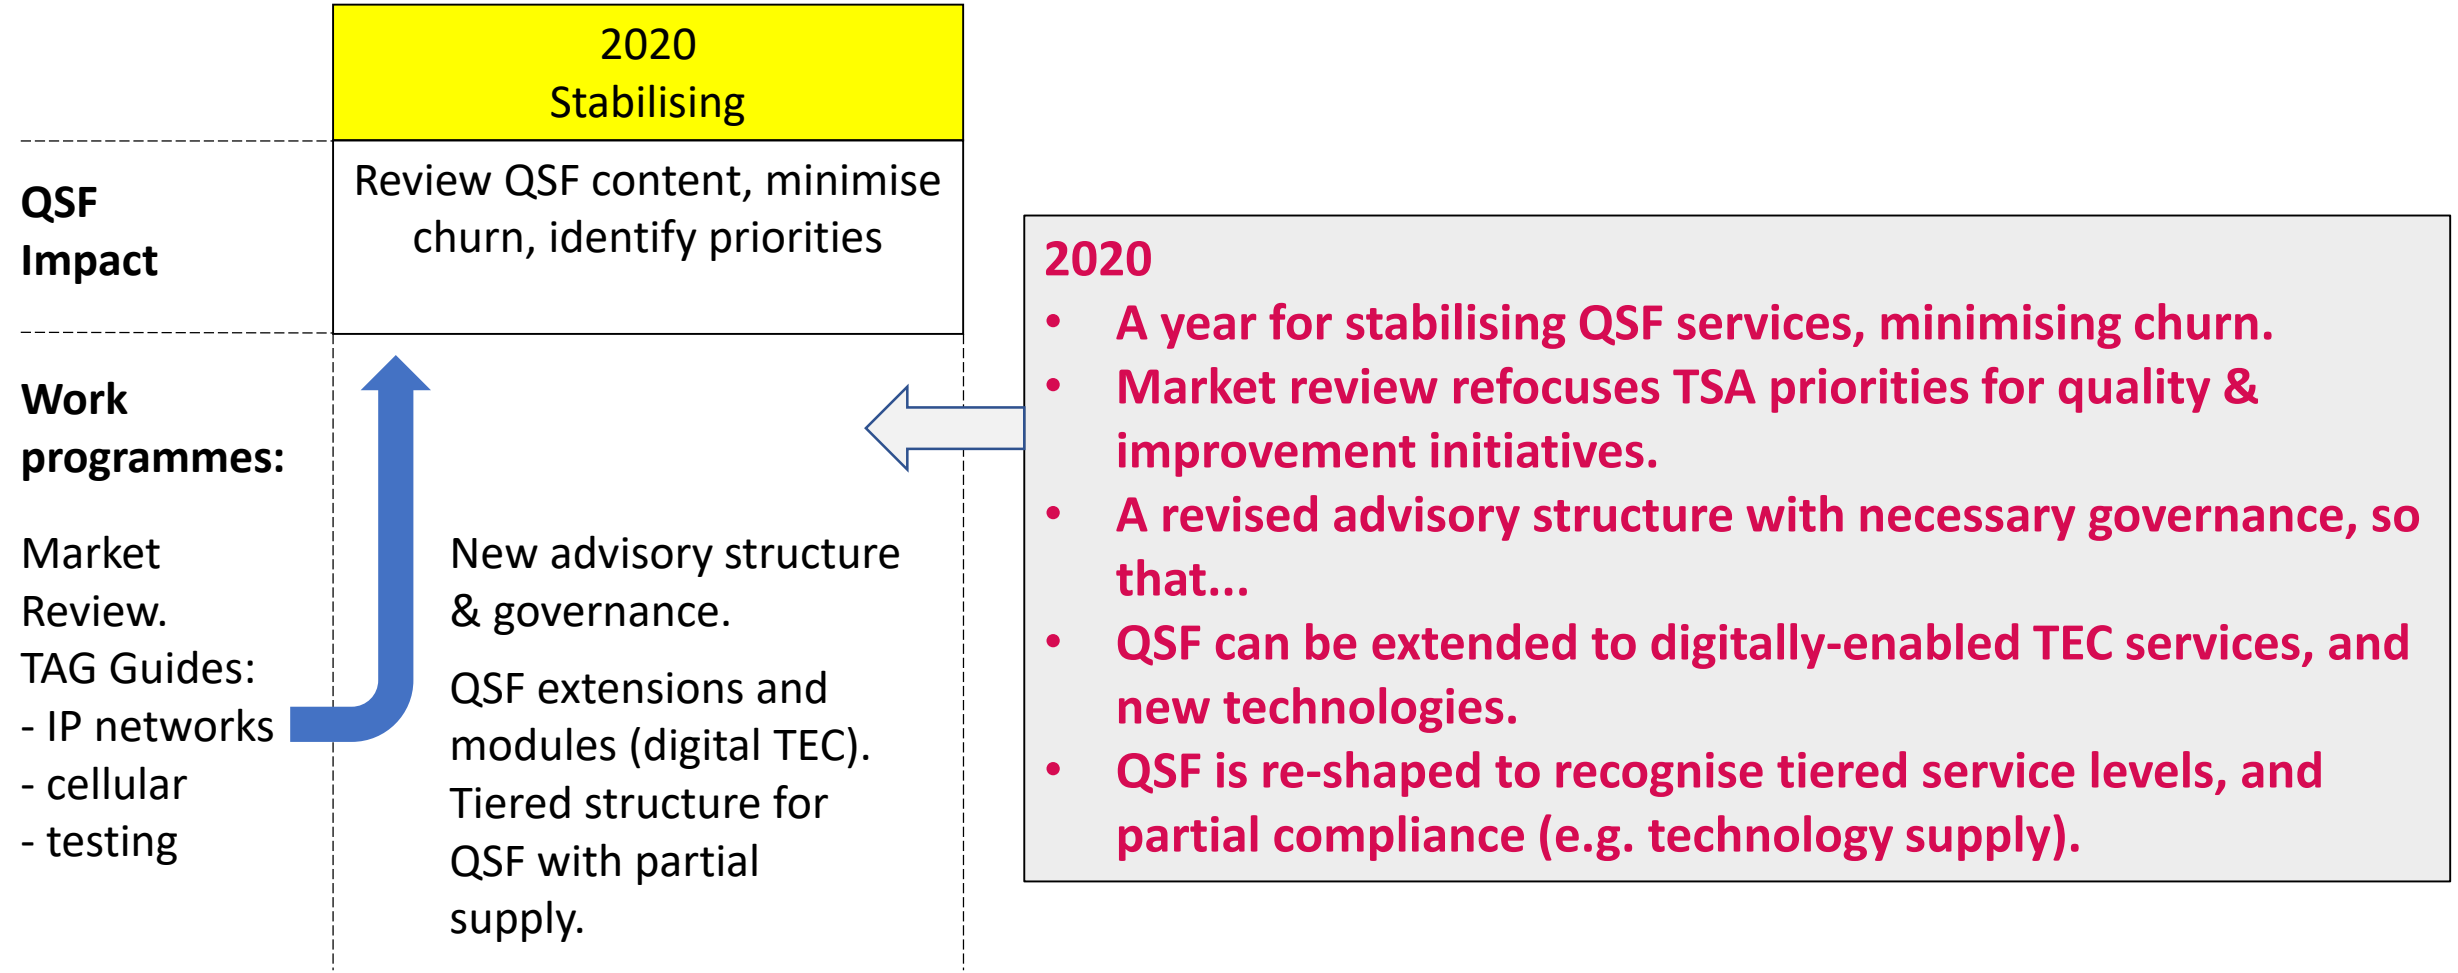 2020
Stabilising
QSF
Impact
Review QSF content, minimise
churn, identify priorities
Work
programmes:
Market
Review.
TAG Guides:
- IP networks
- cellular
- testing
New advisory structure
& governance.
QSF extensions and
modules (digital TEC).
Tiered structure for
QSF with partial
supply.
2020
• A year for stabilising QSF services, minimising churn.
• Market review refocuses TSA priorities for quality &
improvement initiatives.
• A revised advisory structure with necessary governance, so
that...
• QSF can be extended to digitally-enabled TEC services, and
new technologies.
• QSF is re-shaped to recognise tiered service levels, and
partial compliance (e.g. technology supply).